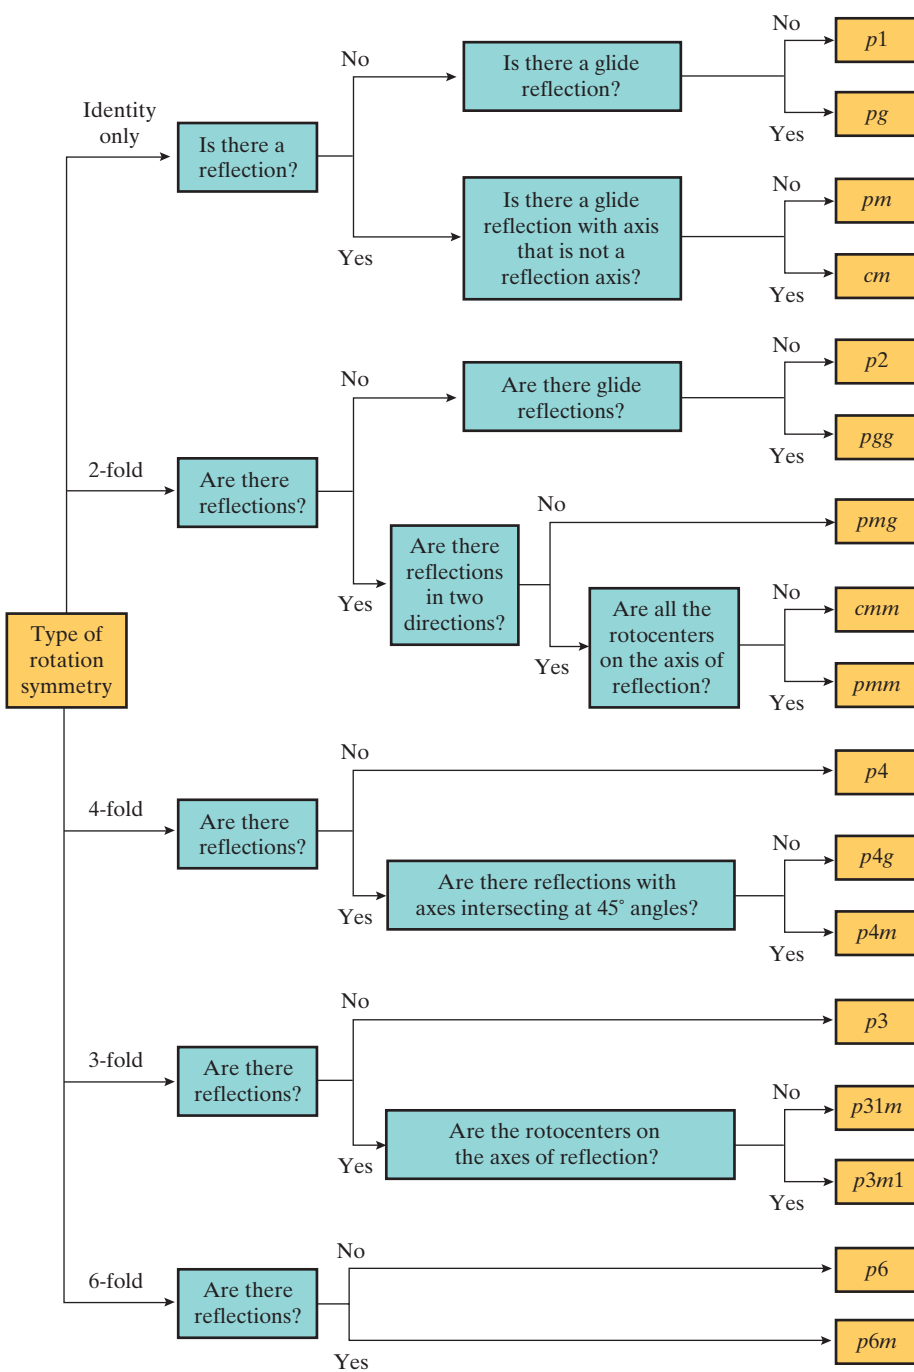 No
p1
Is there a glide
reflection?
Identity
only
pg
Yes
Is there a
reflection?
No
pm
Is there a glide
reflection with axis
that is not a
reflection axis?
Yes
cm
Yes
No
p2
No
Are there glide
reflections?
pgg
Yes
2-fold
Are there
reflections?
No
pmg
Are there
reflections
in two
directions?
Yes
No
cmm
Are all the
rotocenters
on the axis of
reflection?
Yes
pmm
Yes
Type of
rotation
symmetry
No
p4
4-fold
Are there
reflections?
No
p4g
Are there reflections with
axes intersecting at 45° angles?
Yes
p4m
Yes
No
p3
3-fold
Are there
reflections?
No
p31m
Are the rotocenters on
the axes of reflection?
Yes
p3m1
Yes
No
p6
6-fold
Are there
reflections?
p6m
Yes